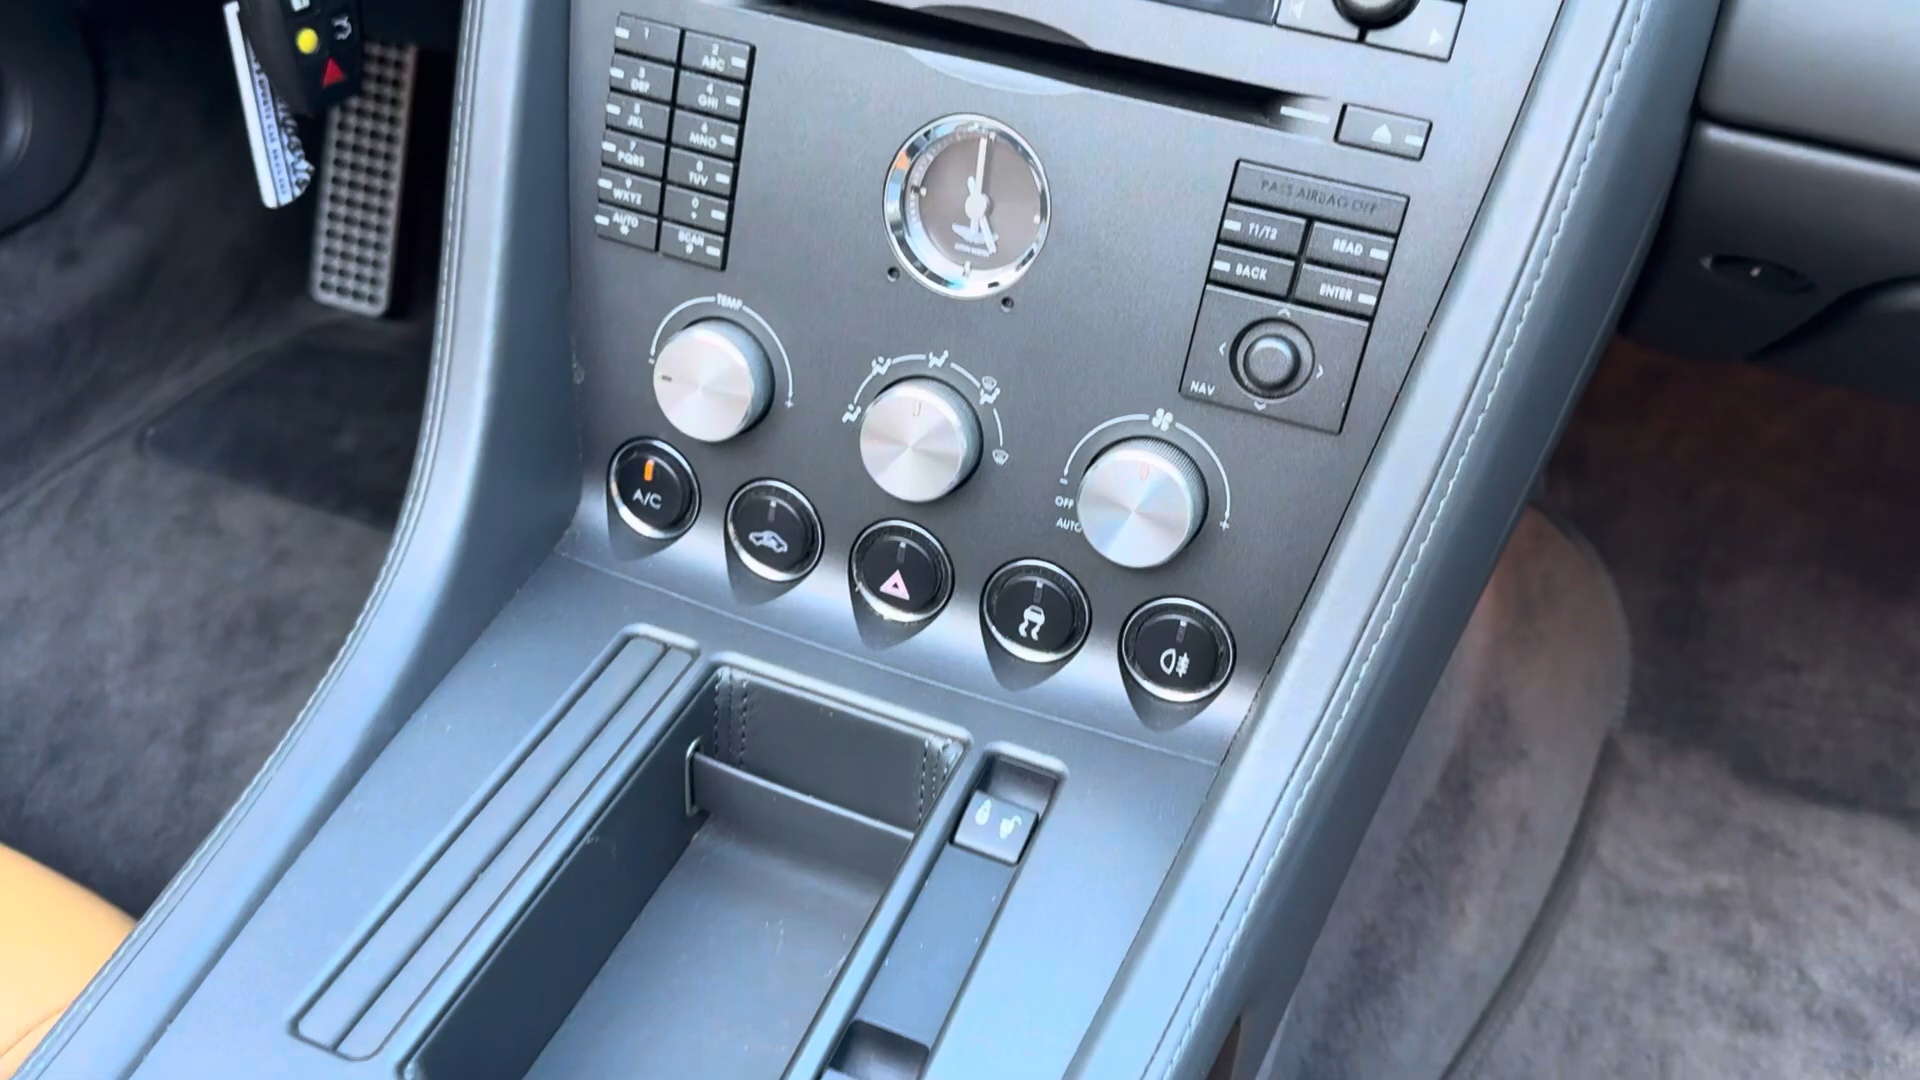 1
2
ABC
3
DEF
4
GHI
5
JKL
6
MNO
7
PQRS
8
TUV
9
WXYZ
0
+
AUTO
*
SCAN
#
PASS AIRBAG OFF
T1/T2
READ
BACK
ENTER
NAV
TEMP
- +
- +
OFF
AUTO
A/C